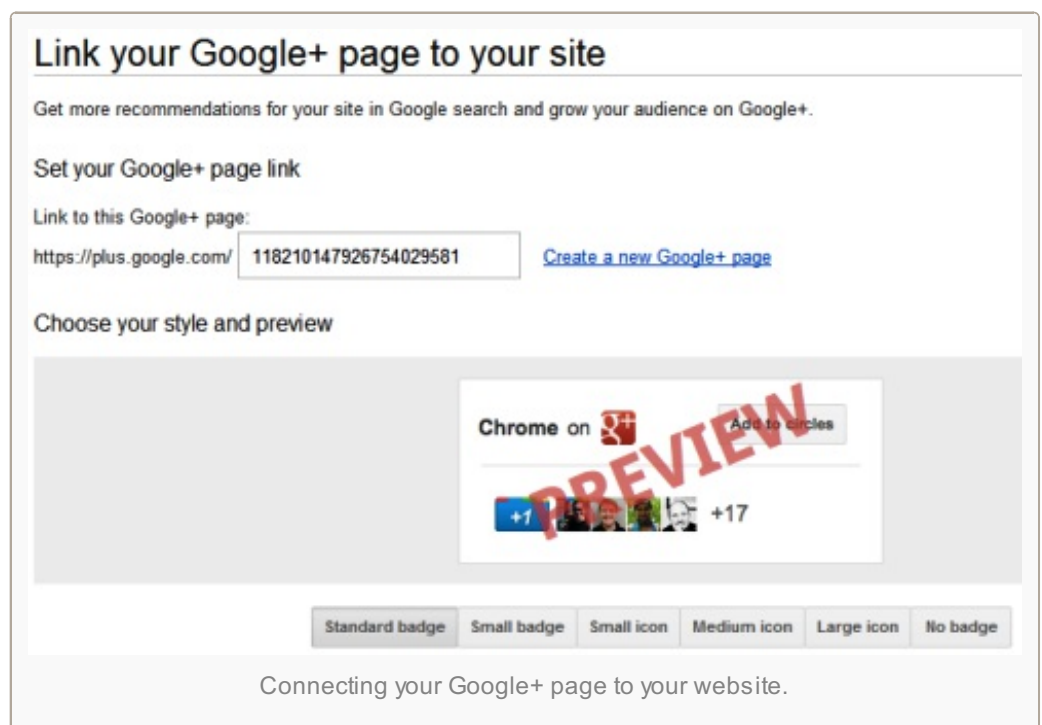 Link your Google+ page to your site
Get more recommendations for your site in Google search and grow your audience on Google+.
Set your Google+ page link
Link to this Google+ page:
https://plus.google.com/ 118210147926754029581 Create a new Google+ page
Choose your style and preview
Chrome on g+ Add to circles
PREVIEW
+1 +17
Standard badge Small badge Small icon Medium icon Large icon No badge
Connecting your Google+ page to your website.